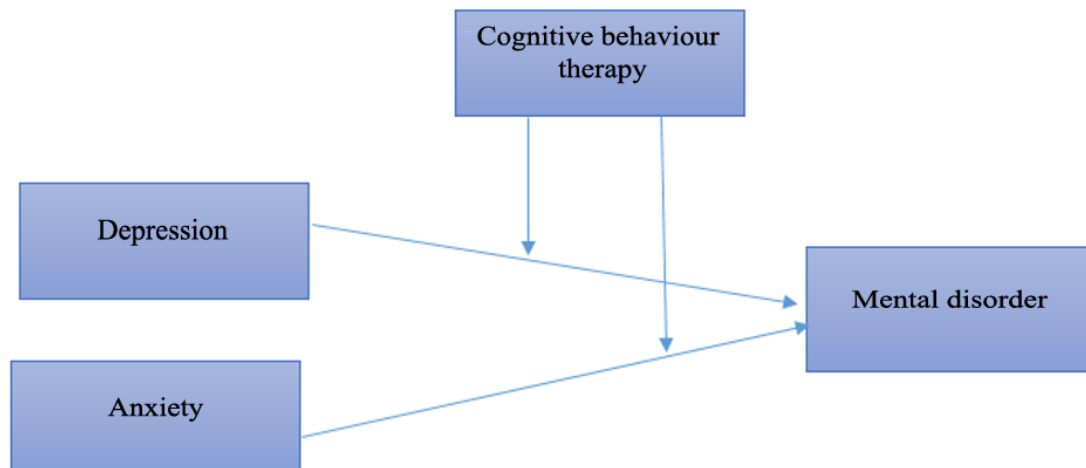 Cognitive behaviour
therapy
Depression
Mental disorder
Anxiety